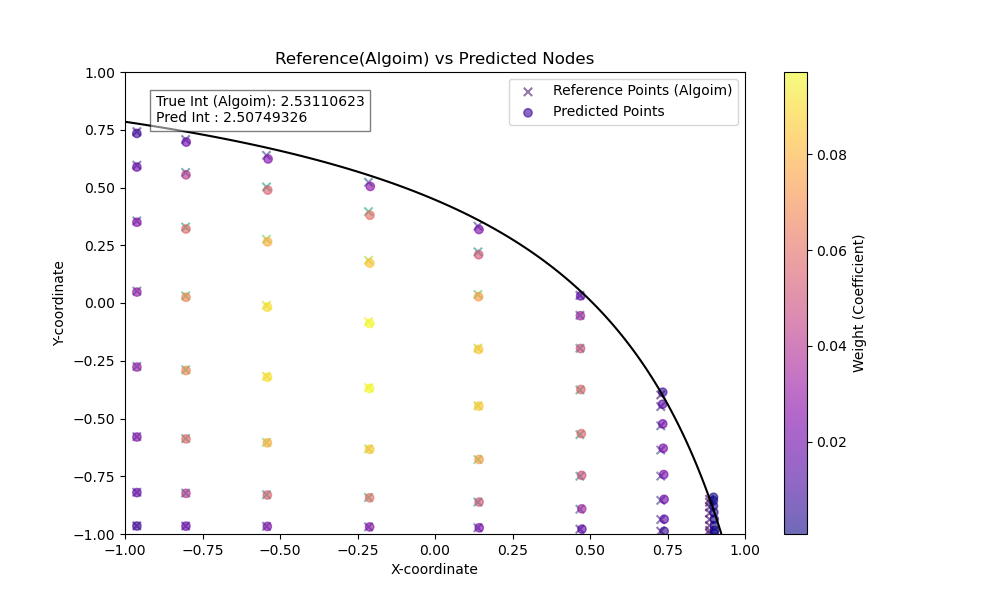 Reference(Algoim) vs Predicted Nodes
True Int (Algoim): 2.53110623
Pred Int : 2.50749326
Reference Points (Algoim)
Predicted Points
1.00
0.75
0.50
0.25
0.00
−0.25
−0.50
−0.75
−1.00
Y-coordinate
−1.00
−0.75
−0.50
−0.25
0.00
0.25
0.50
0.75
1.00
X-coordinate
0.08
0.06
0.04
0.02
Weight (Coefficient)